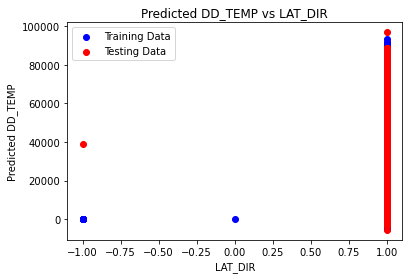 Predicted DD_TEMP vs LAT_DIR
Training Data
Testing Data
100000
80000
60000
40000
20000
0
Predicted DD_TEMP
−1.00 −0.75 −0.50 −0.25 0.00 0.25 0.50 0.75 1.00
LAT_DIR